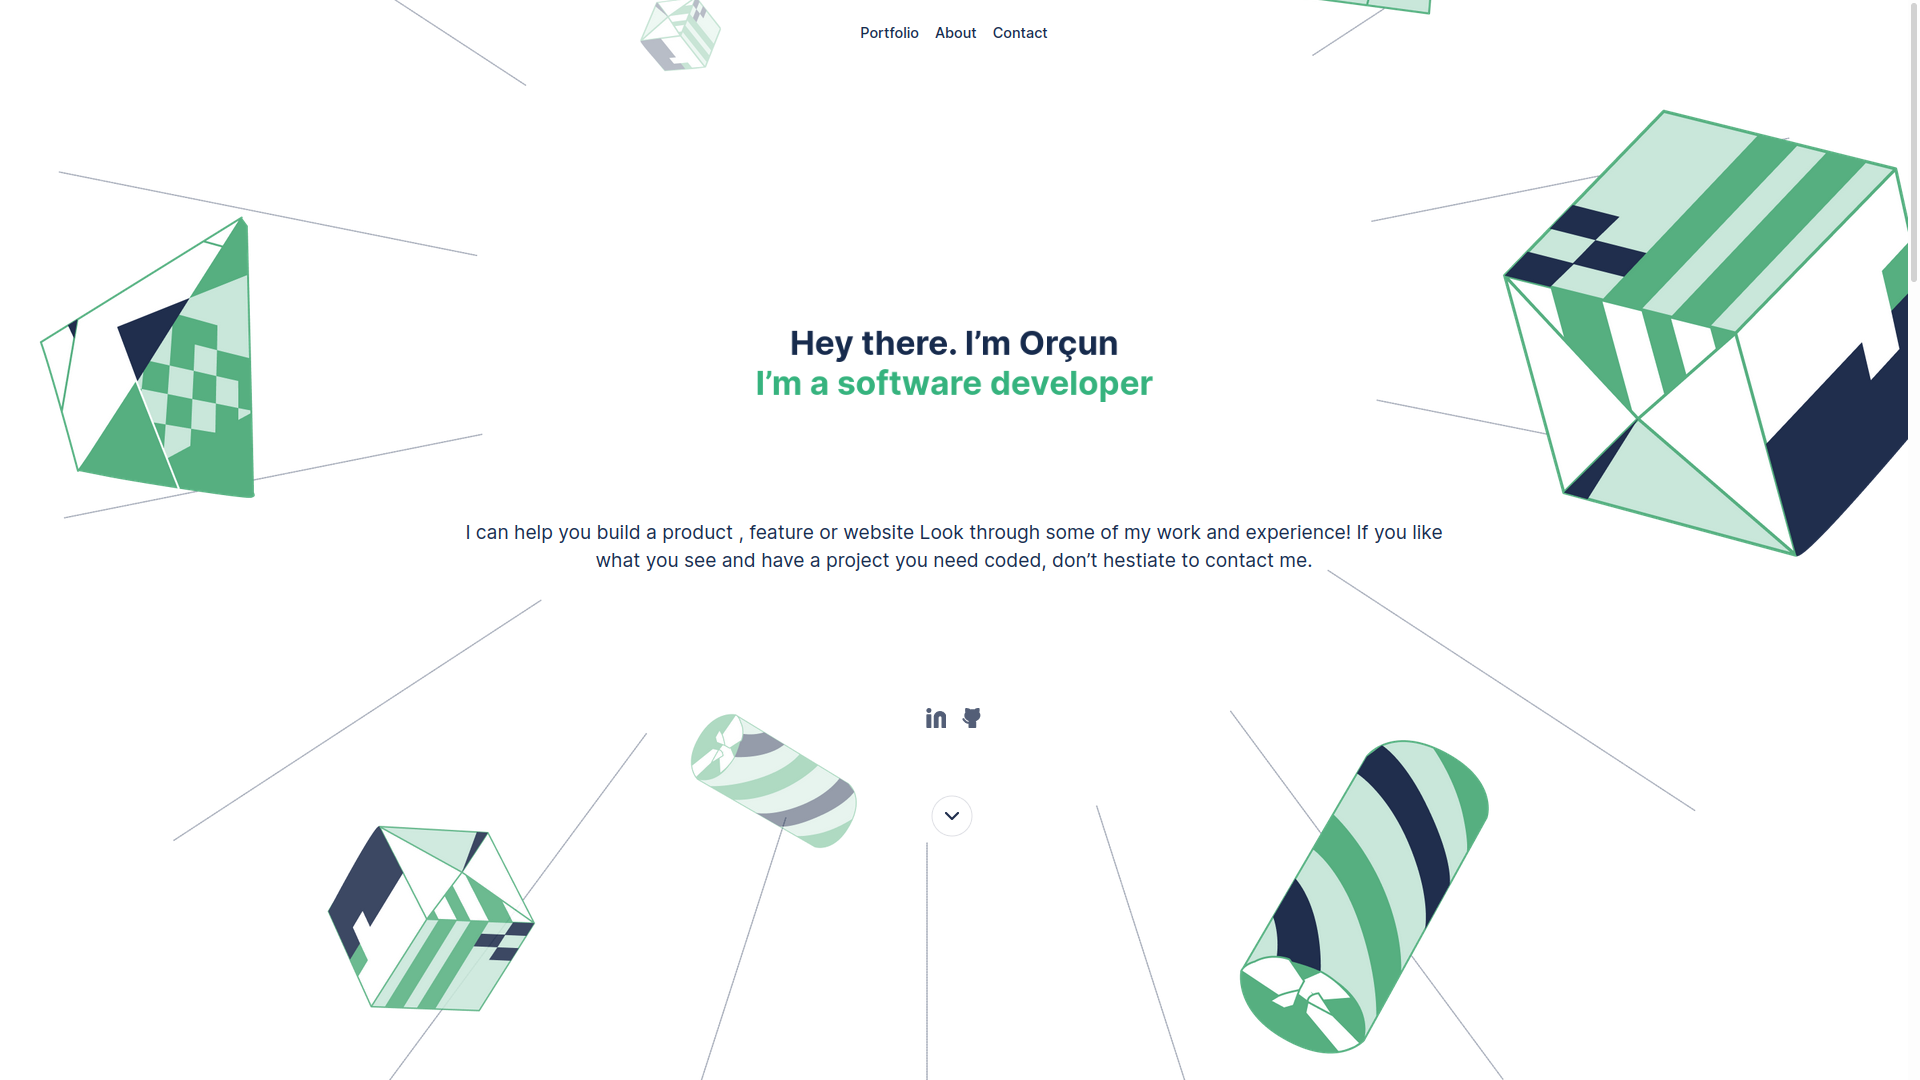 Portfolio About Contact
Hey there. I’m Orçun
I’m a software developer
I can help you build a product , feature or website Look through some of my work and experience! If you like
what you see and have a project you need coded, don’t hestiate to contact me.